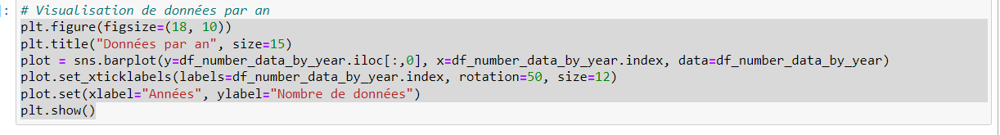 ]: # Visualisation de données par an
plt.figure(figsize=(18, 10))
plt.title("Données par an", size=15)
plot = sns.barplot(y=df_number_data_by_year.iloc[:,0], x=df_number_data_by_year.index, data=df_number_data_by_year)
plot.set_xticklabels(labels=df_number_data_by_year.index, rotation=50, size=12)
plot.set(xlabel="Années", ylabel="Nombre de données")
plt.show()